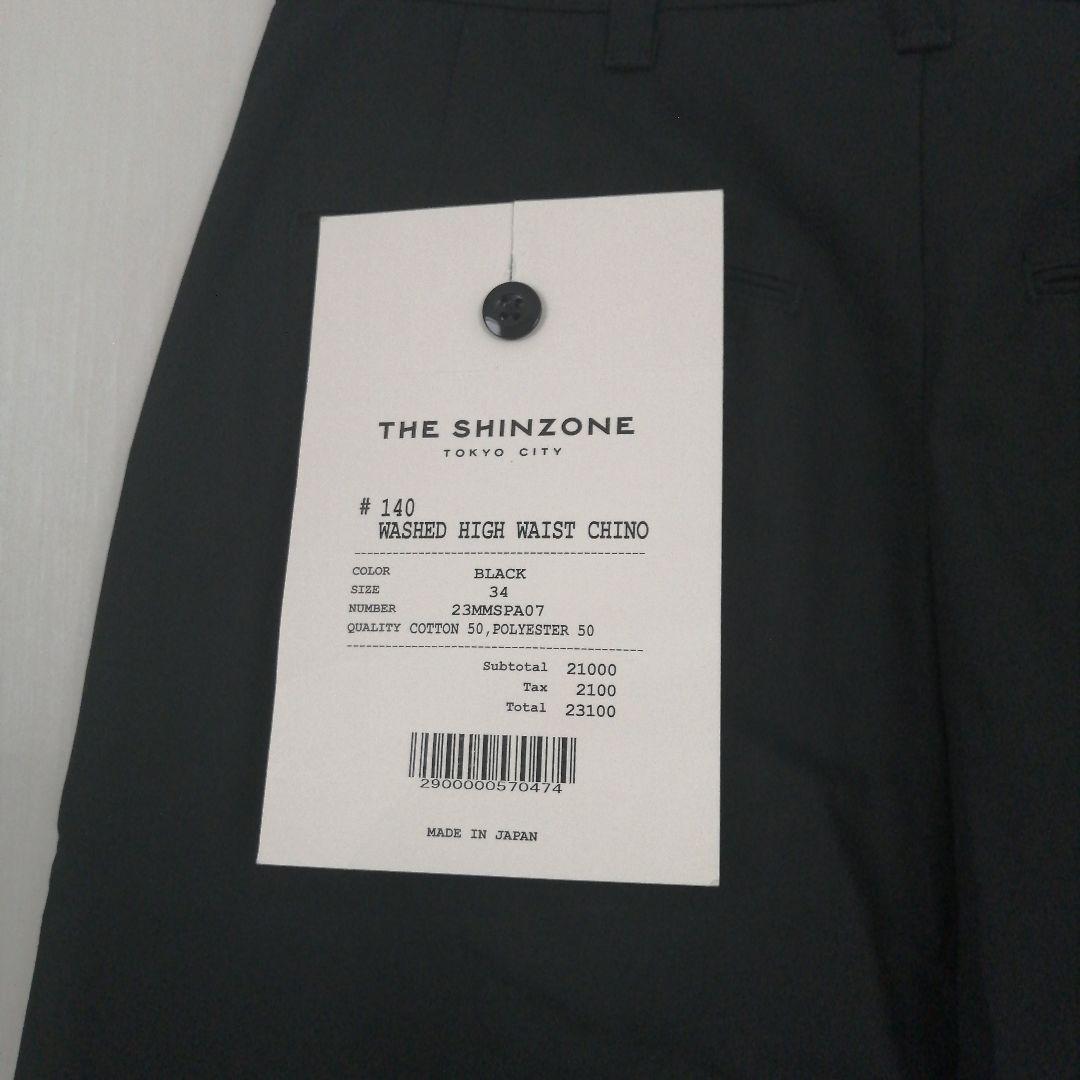 THE SHINZONE
TOKYO CITY
# 140
WASHED HIGH WAIST CHINO
COLOR BLACK
SIZE 34
NUMBER 23MMSPA07
QUALITY COTTON 50,POLYESTER 50
Subtotal 21000
Tax 2100
Total 23100
2900000570474
MADE IN JAPAN